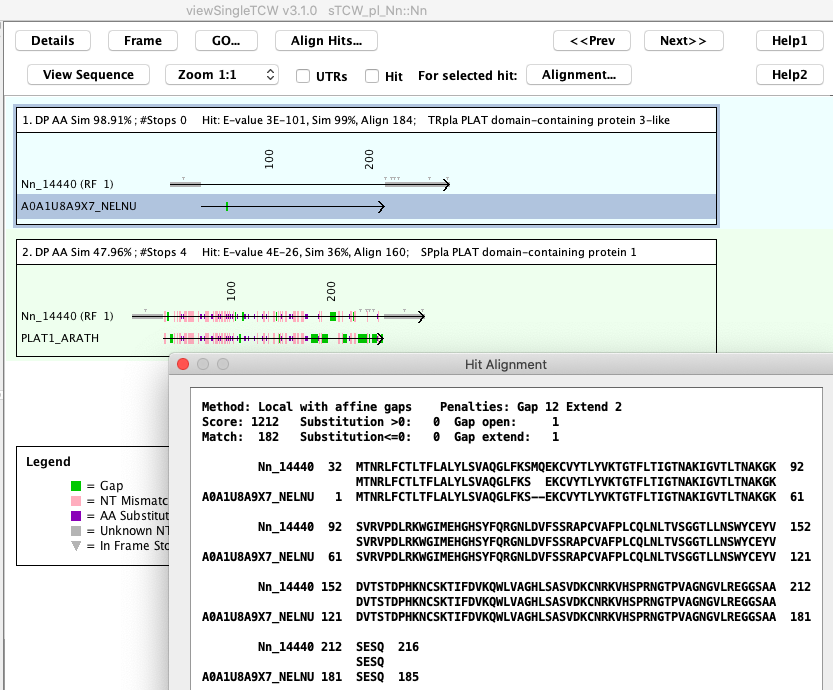 viewSingleTCW v3.1.0 sTCW_pl_Nn::Nn
Details Frame GO... Align Hits... <<Prev Next>> Help1
View Sequence Zoom 1:1 UTRs Hit For selected hit: Alignment... Help2
1. DP AA Sim 98.91% ; #Stops 0 Hit: E-value 3E-101, Sim 99%, Align 184; TRpla PLAT domain-containing protein 3-like
100 200
Nn_14440 (RF 1)
A0A1U8A9X7_NELNU
2. DP AA Sim 47.96% ; #Stops 4 Hit: E-value 4E-26, Sim 36%, Align 160; SPpla PLAT domain-containing protein 1
100 200
Nn_14440 (RF 1)
PLAT1_ARATH
Hit Alignment
Method: Local with affine gaps Penalties: Gap 12 Extend 2
Score: 1212 Substitution >0: 0 Gap open: 1
Match: 182 Substitution<=0: 0 Gap extend: 1
Nn_14440 32 MTNRLFCTLTFLALYLSVAQGLFKSMQEKCVYTLYVKTGTFLTIGTNAKIGVTLTNAKGK 92
MTNRLFCTLTFLALYLSVAQGLFKS EKCVYTLYVKTGTFLTIGTNAKIGVTLTNAKGK
A0A1U8A9X7_NELNU 1 MTNRLFCTLTFLALYLSVAQGLFKS--EKCVYTLYVKTGTFLTIGTNAKIGVTLTNAKGK 61
Nn_14440 92 SVRVPDLRKWGIMEHGHSYFQRGNLDVFSSRAPCVAFPLCQLNLTVSGGTLLNSWYCEYV 152
SVRVPDLRKWGIMEHGHSYFQRGNLDVFSSRAPCVAFPLCQLNLTVSGGTLLNSWYCEYV
A0A1U8A9X7_NELNU 61 SVRVPDLRKWGIMEHGHSYFQRGNLDVFSSRAPCVAFPLCQLNLTVSGGTLLNSWYCEYV 121
Nn_14440 152 DVTSTDPHKNCSKTIFDVKQWLVAGHLSASVDKCNRKVHSPRNGTPVAGNGVLREGGSAA 212
DVTSTDPHKNCSKTIFDVKQWLVAGHLSASVDKCNRKVHSPRNGTPVAGNGVLREGGSAA
A0A1U8A9X7_NELNU 121 DVTSTDPHKNCSKTIFDVKQWLVAGHLSASVDKCNRKVHSPRNGTPVAGNGVLREGGSAA 181
Nn_14440 212 SESQ 216
SESQ
A0A1U8A9X7_NELNU 181 SESQ 185
Legend
= Gap
= NT Mismatc
= AA Substitut
= Unknown NT
= In Frame Sto